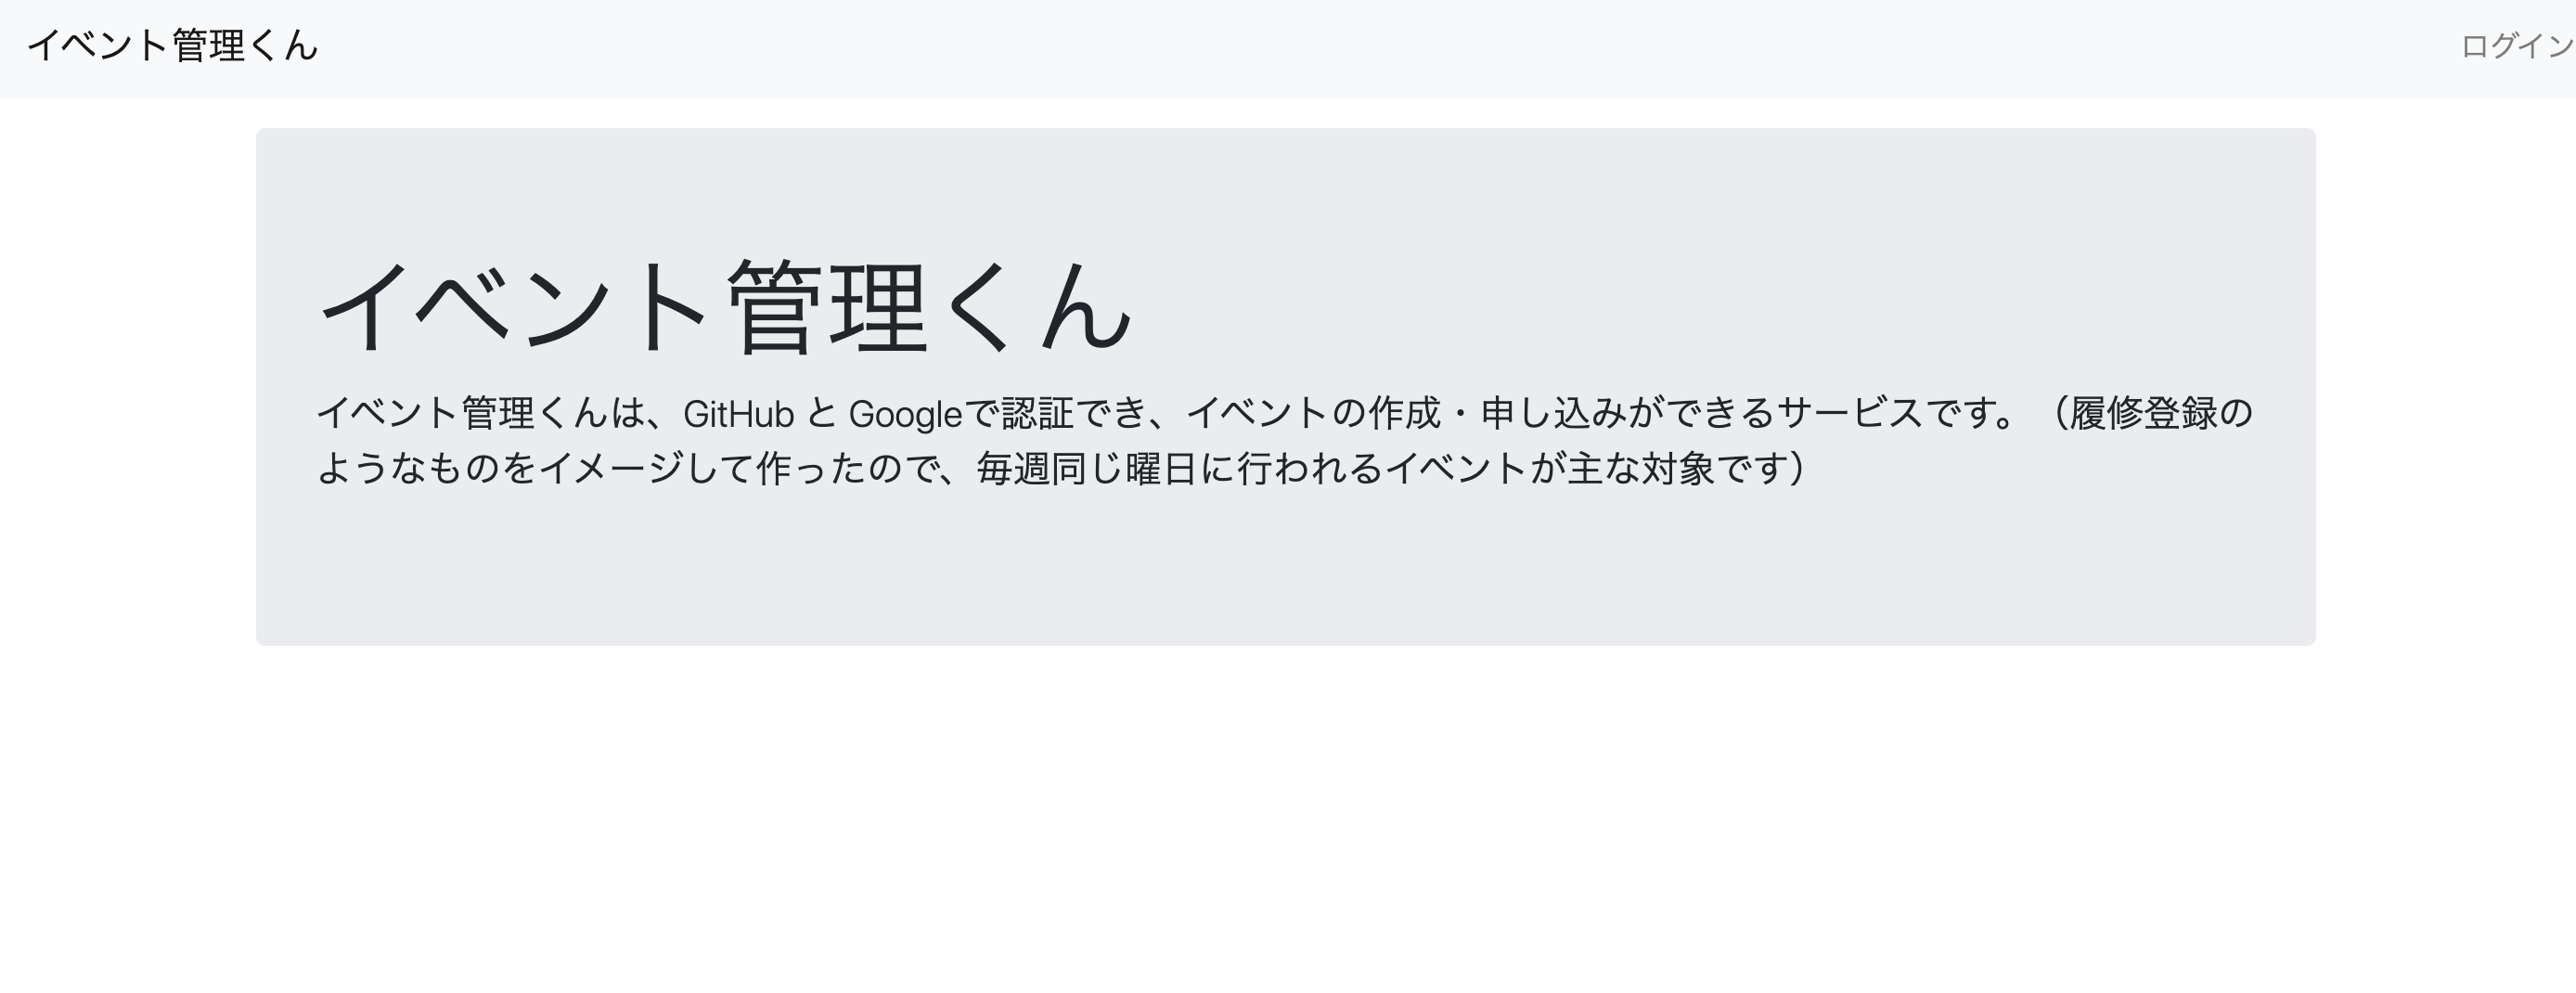 イベント管理くん
ログイン
イベント管理くん
イベント管理くんは、GitHub と Googleで認証でき、イベントの作成・申し込みができるサービスです。（履修登録の
ようなものをイメージして作ったので、毎週同じ曜日に行われるイベントが主な対象です）